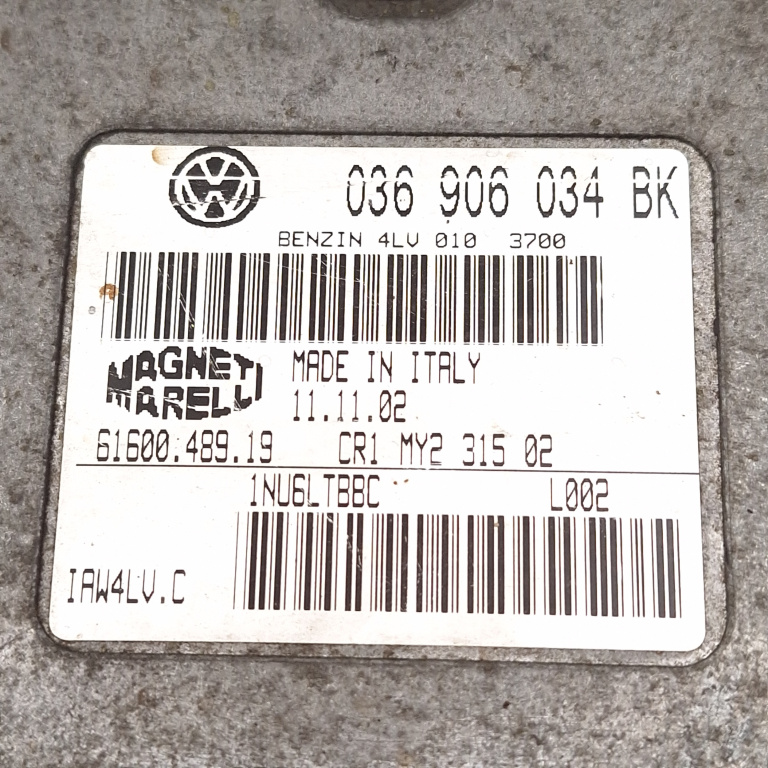 036 906 034 BK
BENZIN 4LV 010 3700
MAGNETI MARELLI
MADE IN ITALY
11.11.02
61600.489.19 CR1 MY2 315 02
1NU6LTBBC L002
IAW4LV.C